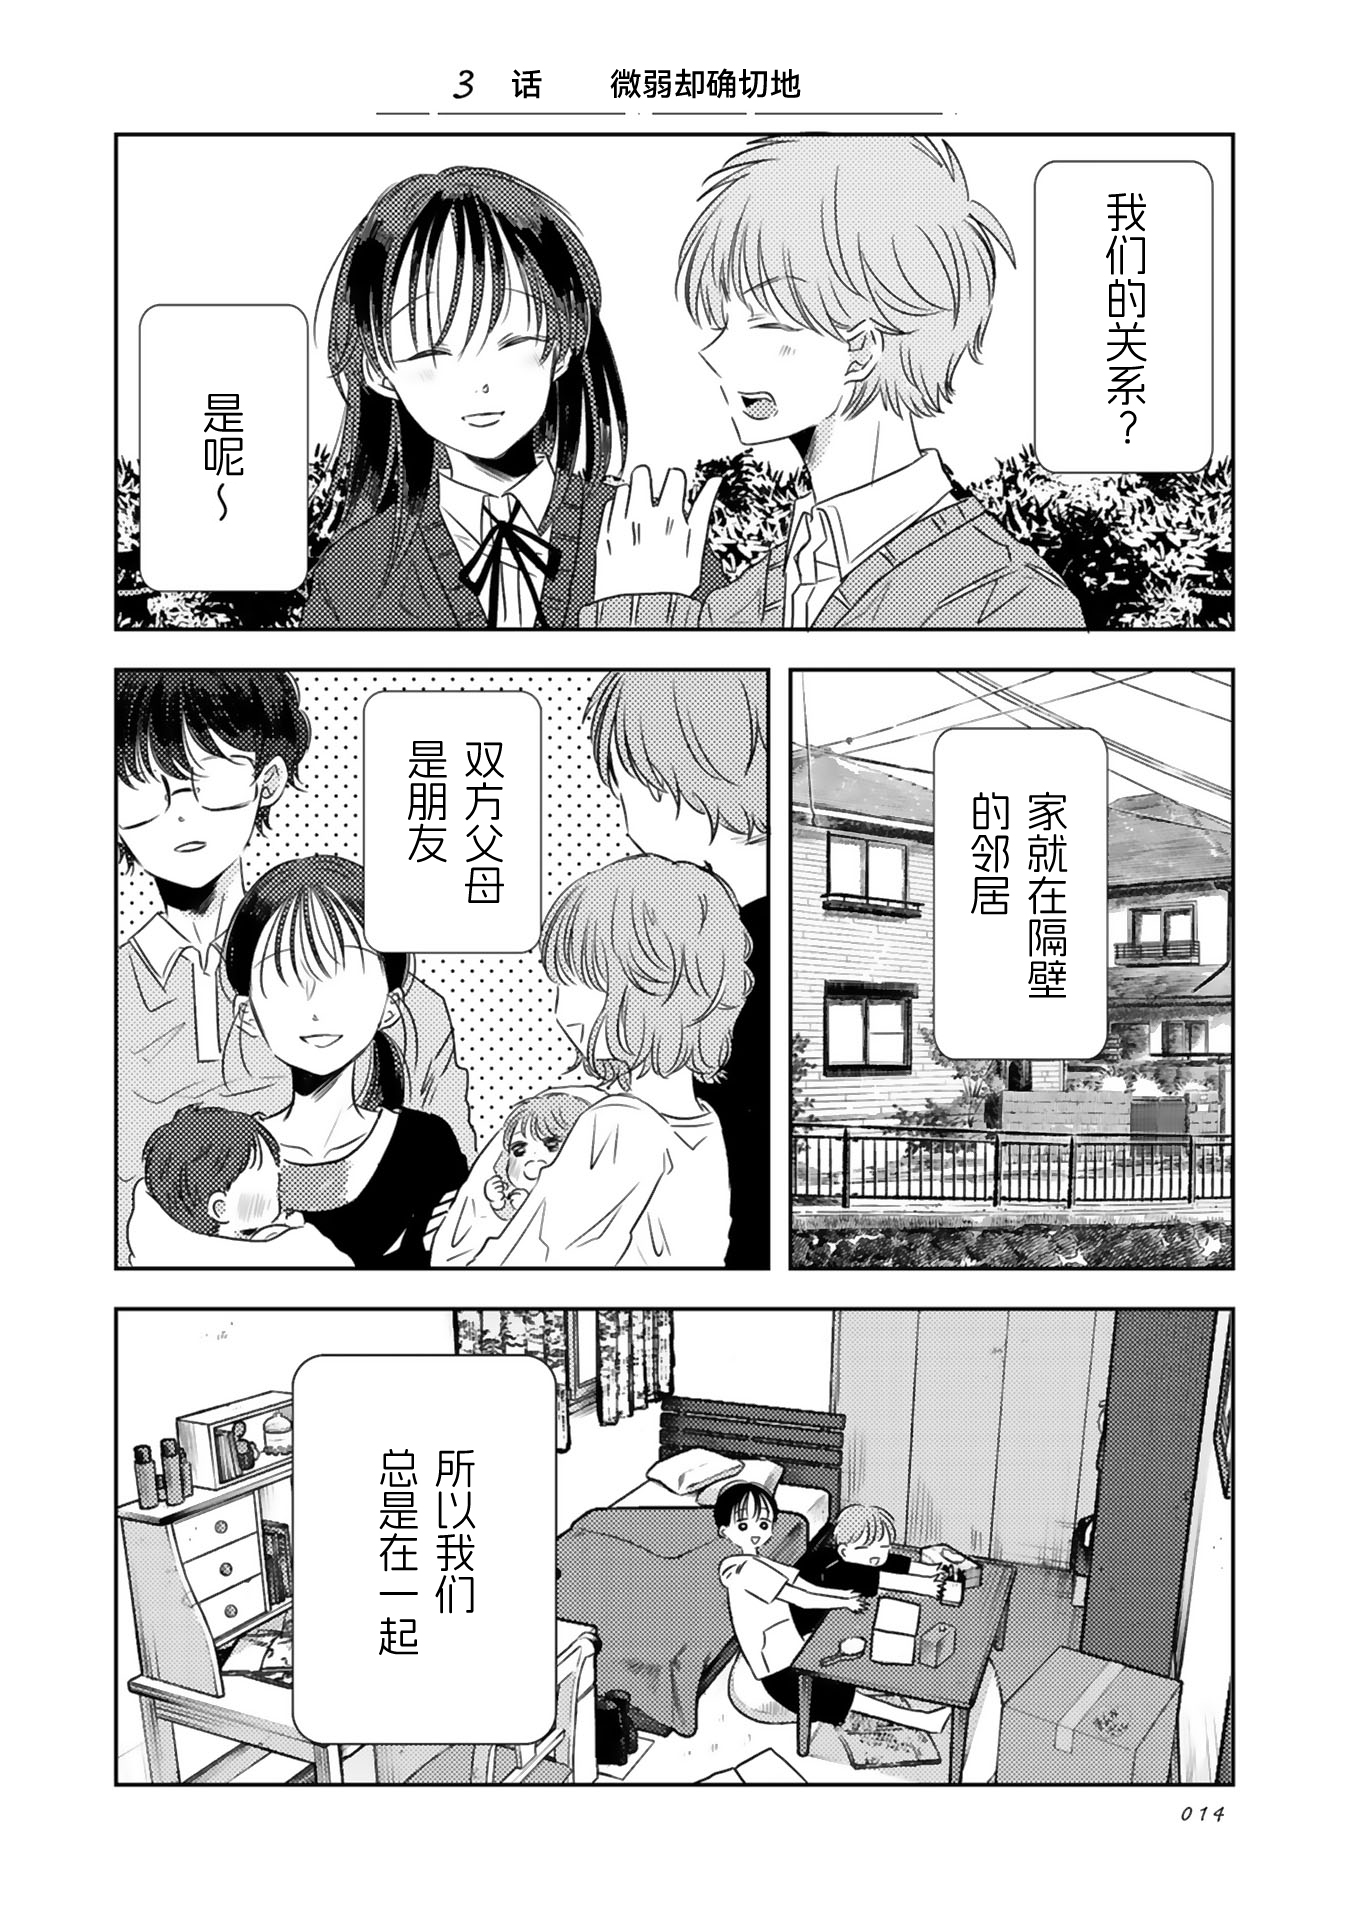 3 话 微弱却确切地
我们的关系？
是呢～
家就在隔壁
的邻居
双方父母
是朋友
所以我们
总是在一起
014